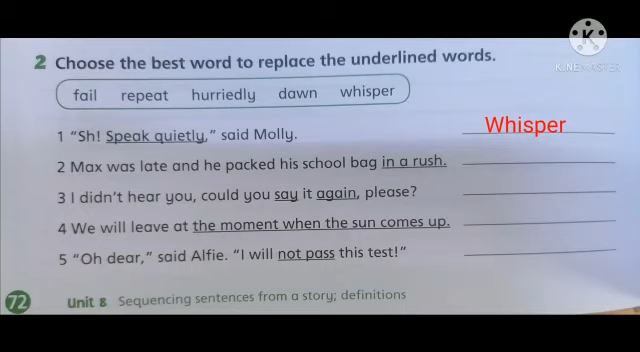 K
KINEMASTER
2 Choose the best word to replace the underlined words.
fail repeat hurriedly dawn whisper
1 “Sh! Speak quietly,” said Molly. Whisper
2 Max was late and he packed his school bag in a rush.
3 I didn’t hear you, could you say it again, please?
4 We will leave at the moment when the sun comes up.
5 “Oh dear,” said Alfie. “I will not pass this test!”
72 Unit 8 Sequencing sentences from a story; definitions